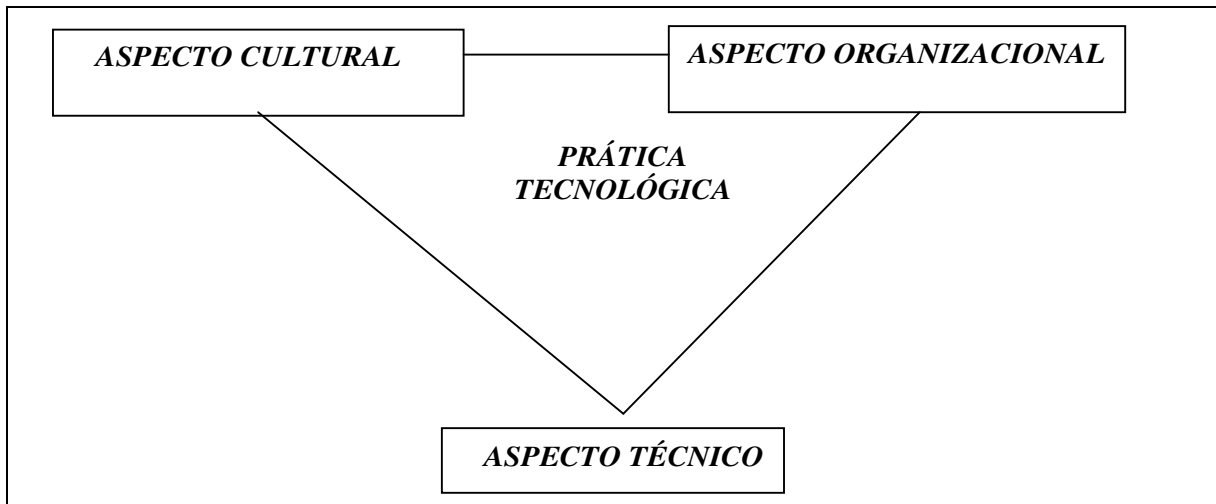 ASPECTO CULTURAL
ASPECTO ORGANIZACIONAL
PRÁTICA
TECNOLÓGICA
ASPECTO TÉCNICO